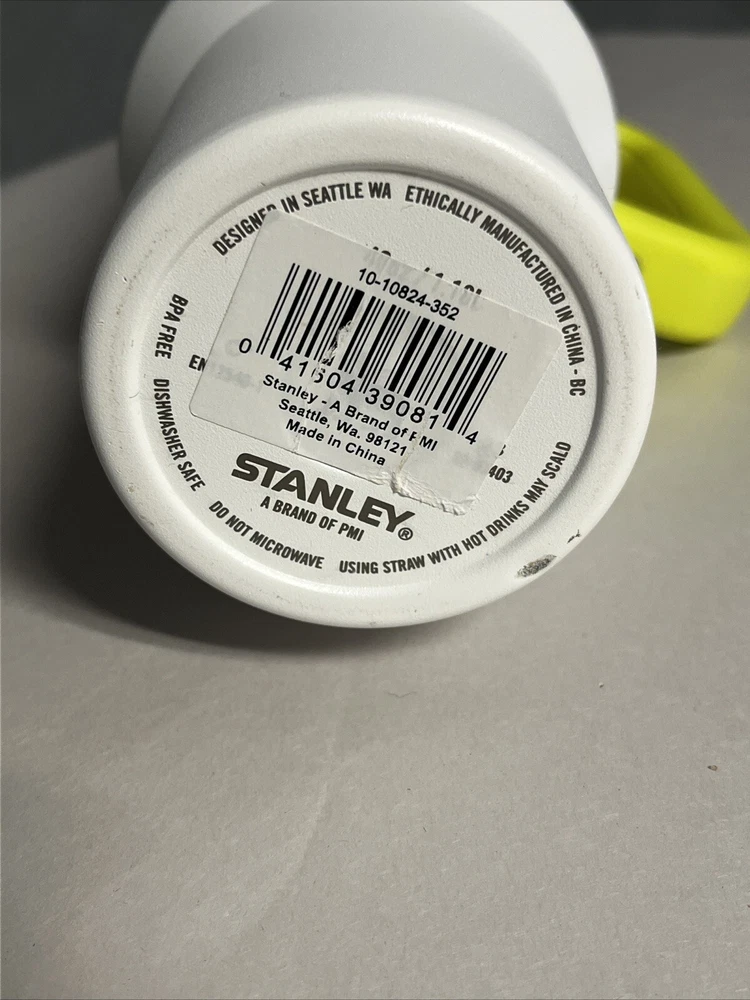 DESIGNED IN SEATTLE WA
ETHICALLY MANUFACTURED IN CHINA - BC
10-10824-352
0 41604 39081 4
Stanley - A Brand of PMI
Seattle, Wa. 98121
Made in China
BPA FREE
DISHWASHER SAFE
STANLEY®
A BRAND OF PMI
DO NOT MICROWAVE
USING STRAW WITH HOT DRINKS MAY SCALD